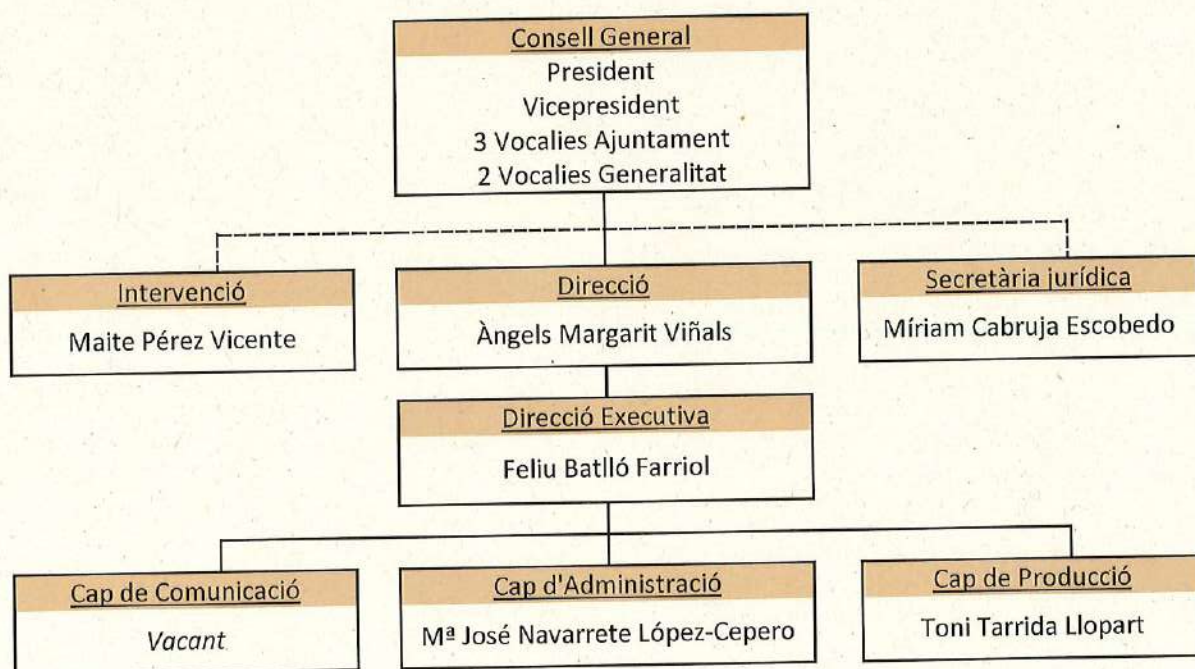 Consell General
President
Vicepresident
3 Vocalies Ajuntament
2 Vocalies Generalitat
Intervenció
Maite Pérez Vicente
Direcció
Àngels Margarit Viñals
Secretària jurídica
Míriam Cabruja Escobedo
Direcció Executiva
Feliu Batlló Farriol
Cap de Comunicació
Vacant
Cap d'Administració
Mª José Navarrete López-Cepero
Cap de Producció
Toni Tarrida Llopart